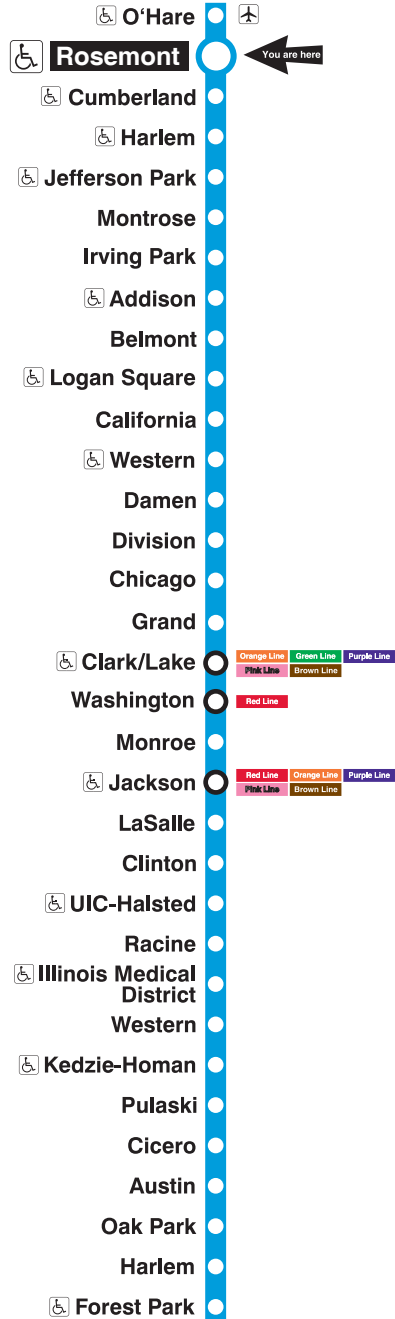 O'Hare
Rosemont
You are here
Cumberland
Harlem
Jefferson Park
Montrose
Irving Park
Addison
Belmont
Logan Square
California
Western
Damen
Division
Chicago
Grand
Clark/Lake
Orange Line Green Line Purple Line
Pink Line Brown Line
Washington
Red Line
Monroe
Jackson
Red Line Orange Line Purple Line
Pink Line Brown Line
LaSalle
Clinton
UIC-Halsted
Racine
Illinois Medical
District
Western
Kedzie-Homan
Pulaski
Cicero
Austin
Oak Park
Harlem
Forest Park